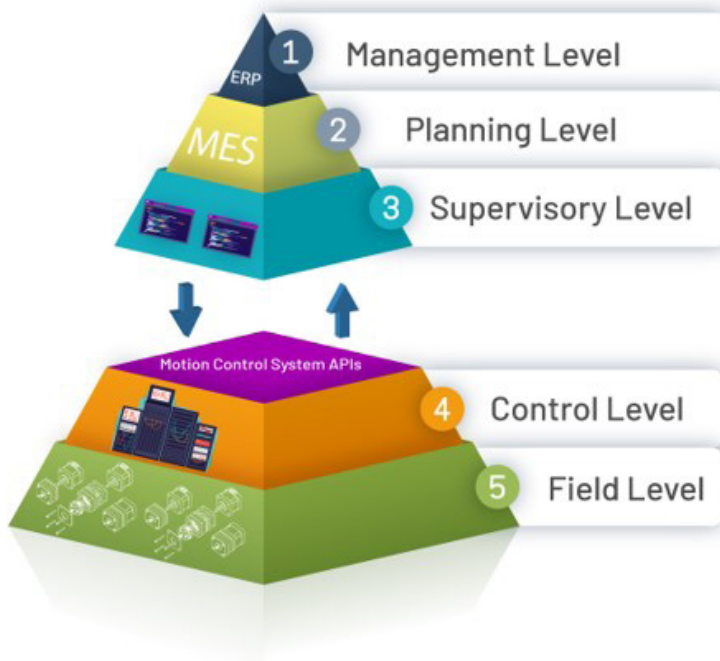 1
Management Level
ERP
2
Planning Level
MES
3
Supervisory Level
Motion Control System APIs
4
Control Level
5
Field Level